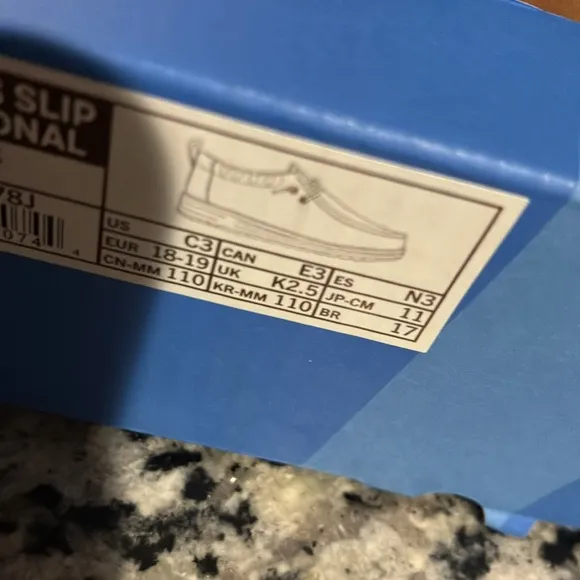 SLIP
ONAL
78J
074 4
US C3 CAN E3 ES N3
EUR 18-19 UK K2.5 JP-CM 11
CN-MM 110 KR-MM 110 BR 17